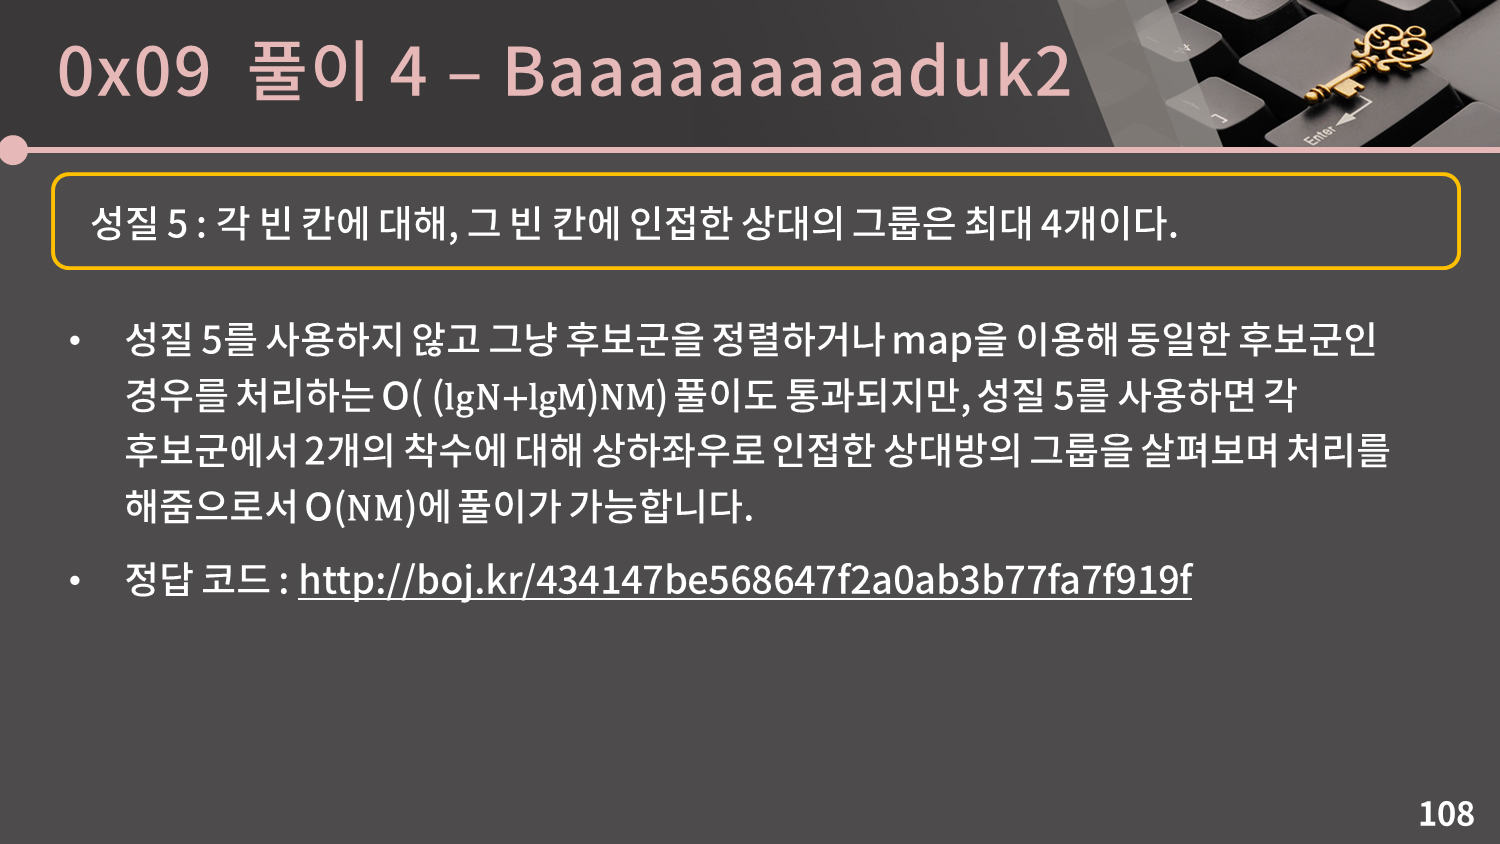 0x09 풀이 4 – Baaaaaaaaaduk2
Enter
성질 5 : 각 빈 칸에 대해, 그 빈 칸에 인접한 상대의 그룹은 최대 4개이다.
• 성질 5를 사용하지 않고 그냥 후보군을 정렬하거나 map을 이용해 동일한 후보군인
경우를 처리하는 O( (lgN+lgM)NM) 풀이도 통과되지만, 성질 5를 사용하면 각
후보군에서 2개의 착수에 대해 상하좌우로 인접한 상대방의 그룹을 살펴보며 처리를
해줌으로서 O(NM)에 풀이가 가능합니다.
• 정답 코드 : http://boj.kr/434147be568647f2a0ab3b77fa7f919f
108